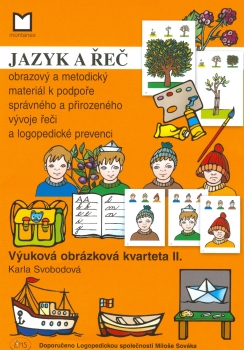 montanex
JAZYK A ŘEČ
obrazový a metodický
materiál k podpoře
správného a přirozeného
vývoje řeči
a logopedické prevenci
Výuková obrázková kvarteta II.
Karla Svobodová
Doporučeno Logopedickou společností Miloše Sováka